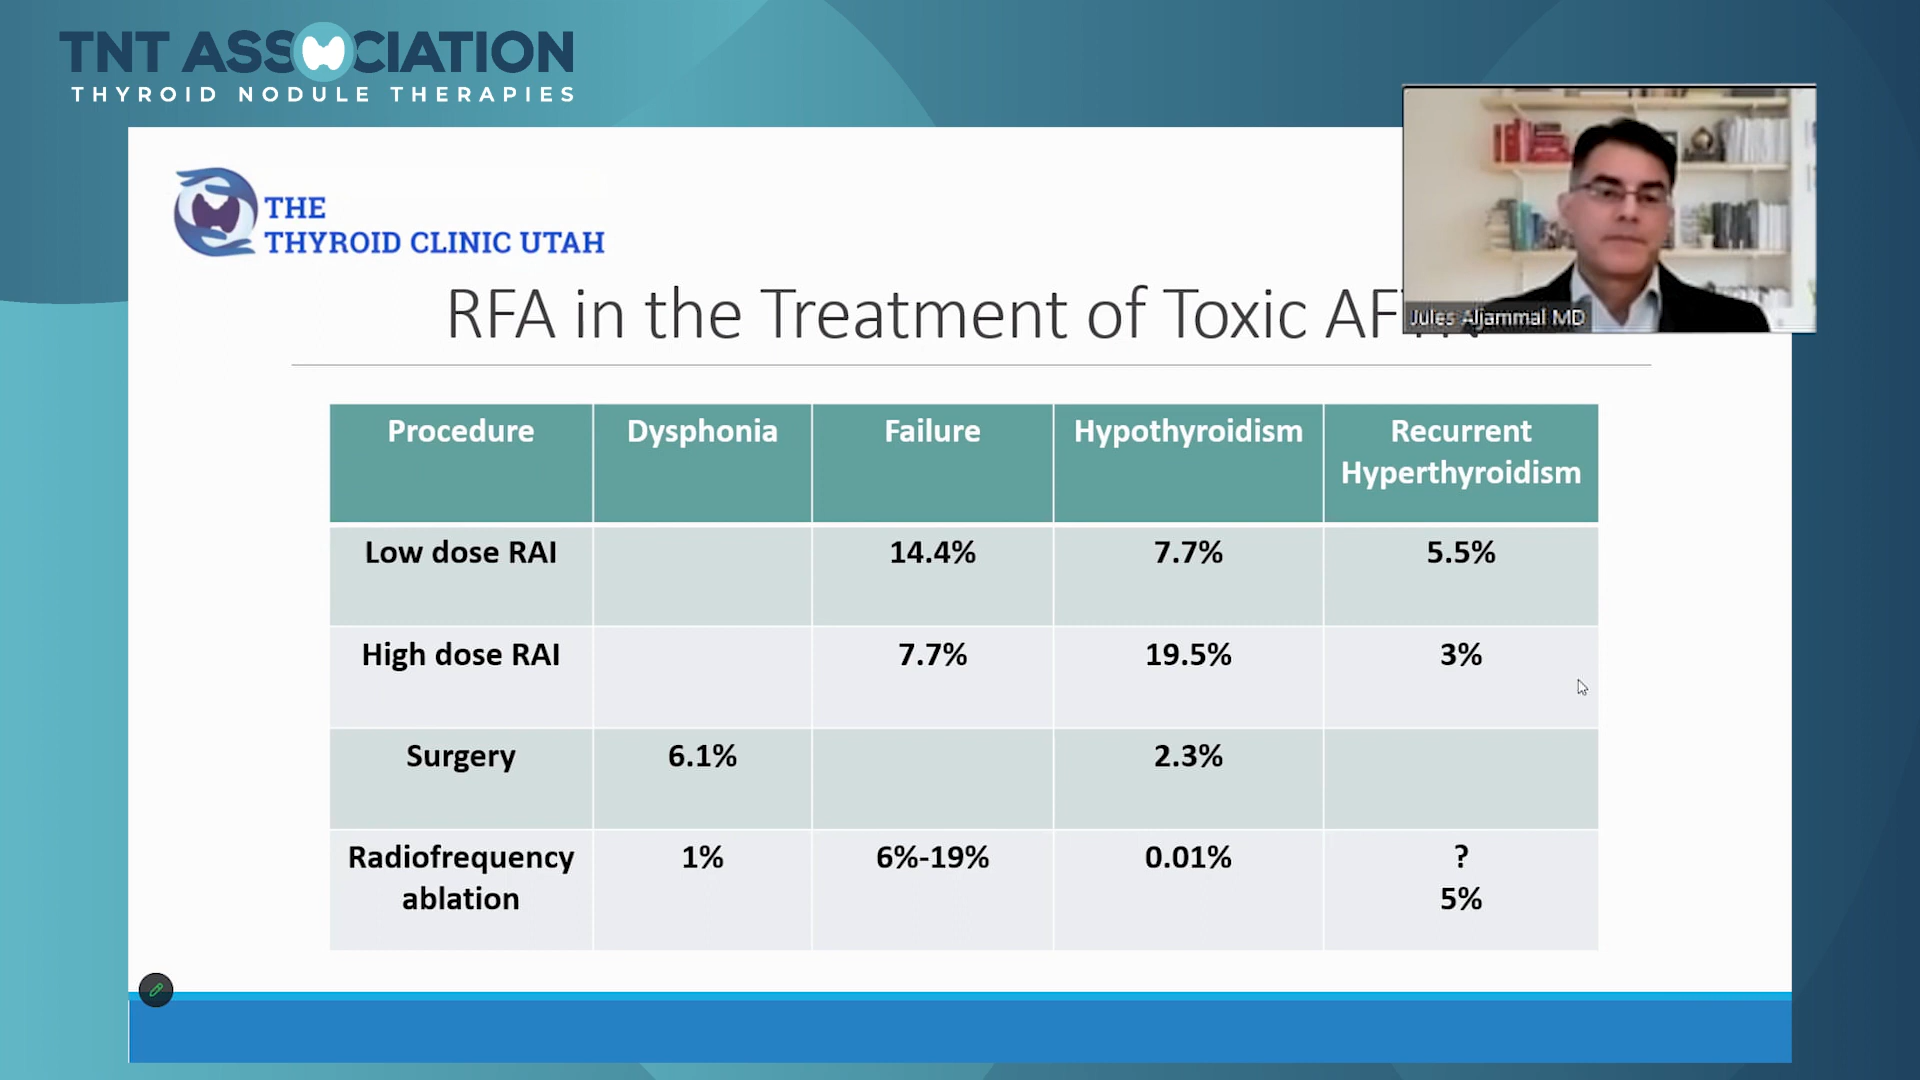 TNT ASSOCIATION
THYROID NODULE THERAPIES
THE
THYROID CLINIC UTAH
RFA in the Treatment of Toxic
Jules Aljammal MD
Procedure Dysphonia Failure Hypothyroidism Recurrent
Hyperthyroidism
Low dose RAI 14.4% 7.7% 5.5%
High dose RAI 7.7% 19.5% 3%
Surgery 6.1% 2.3%
Radiofrequency 1% 6%-19% 0.01% ?
ablation 5%